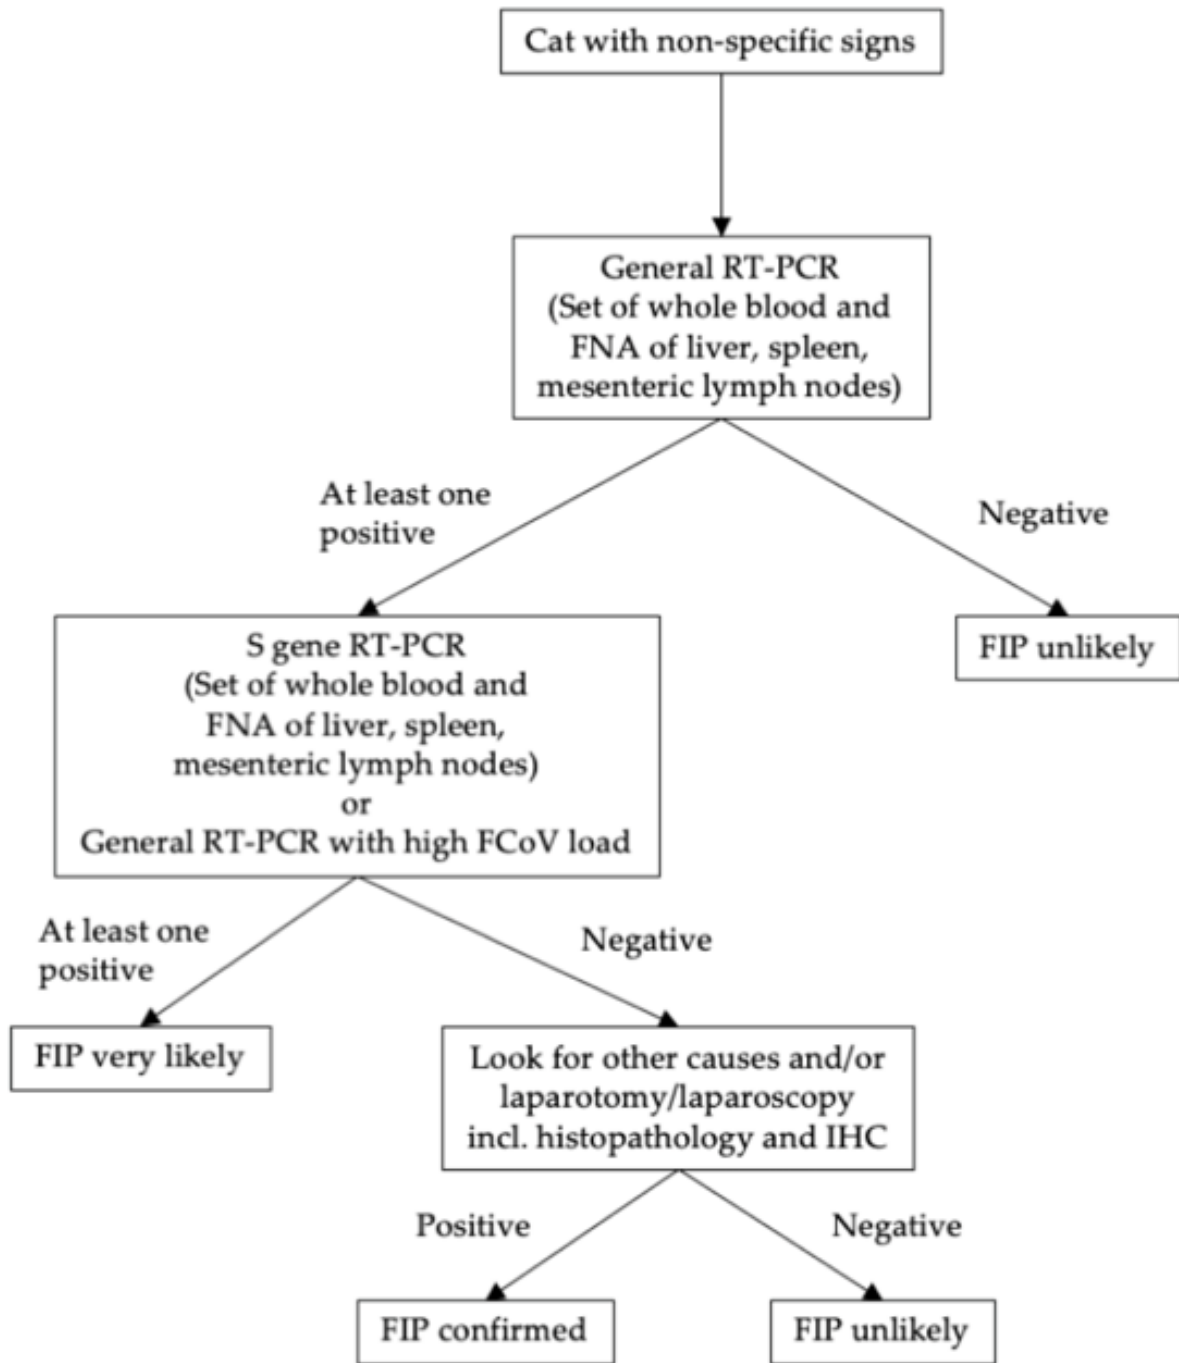 Cat with non-specific signs
General RT-PCR
(Set of whole blood and
FNA of liver, spleen,
mesenteric lymph nodes)
At least one
positive
Negative
S gene RT-PCR
(Set of whole blood and
FNA of liver, spleen,
mesenteric lymph nodes)
or
General RT-PCR with high FCoV load
FIP unlikely
At least one
positive
Negative
FIP very likely
Look for other causes and/or
laparotomy/laparoscopy
incl. histopathology and IHC
Positive
Negative
FIP confirmed
FIP unlikely